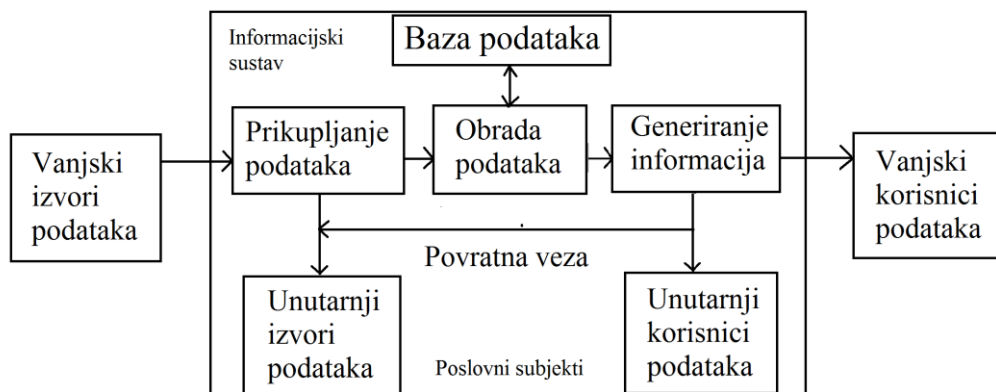 Informacijski
sustav
Baza podataka
Vanjski
izvori
podataka
Prikupljanje
podataka
Obrada
podataka
Generiranje
informacija
Vanjski
korisnici
podataka
Povratna veza
Unutarnji
izvori
podataka
Unutarnji
korisnici
podataka
Poslovni subjekti